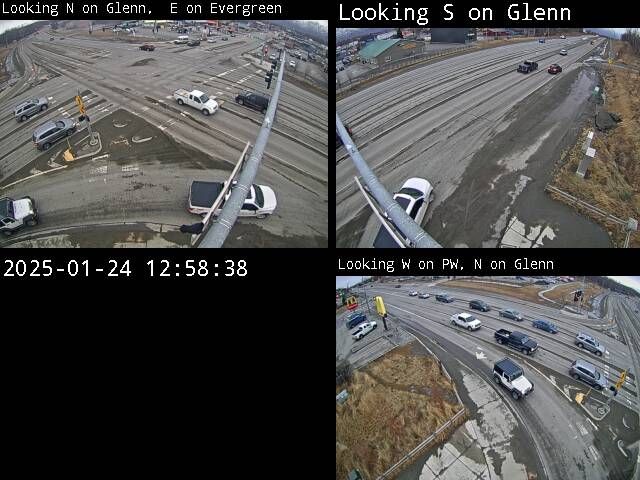 Looking N on Glenn,  E on Evergreen
Looking S on Glenn
2025-01-24 12:58:38
Looking W on PW, N on Glenn